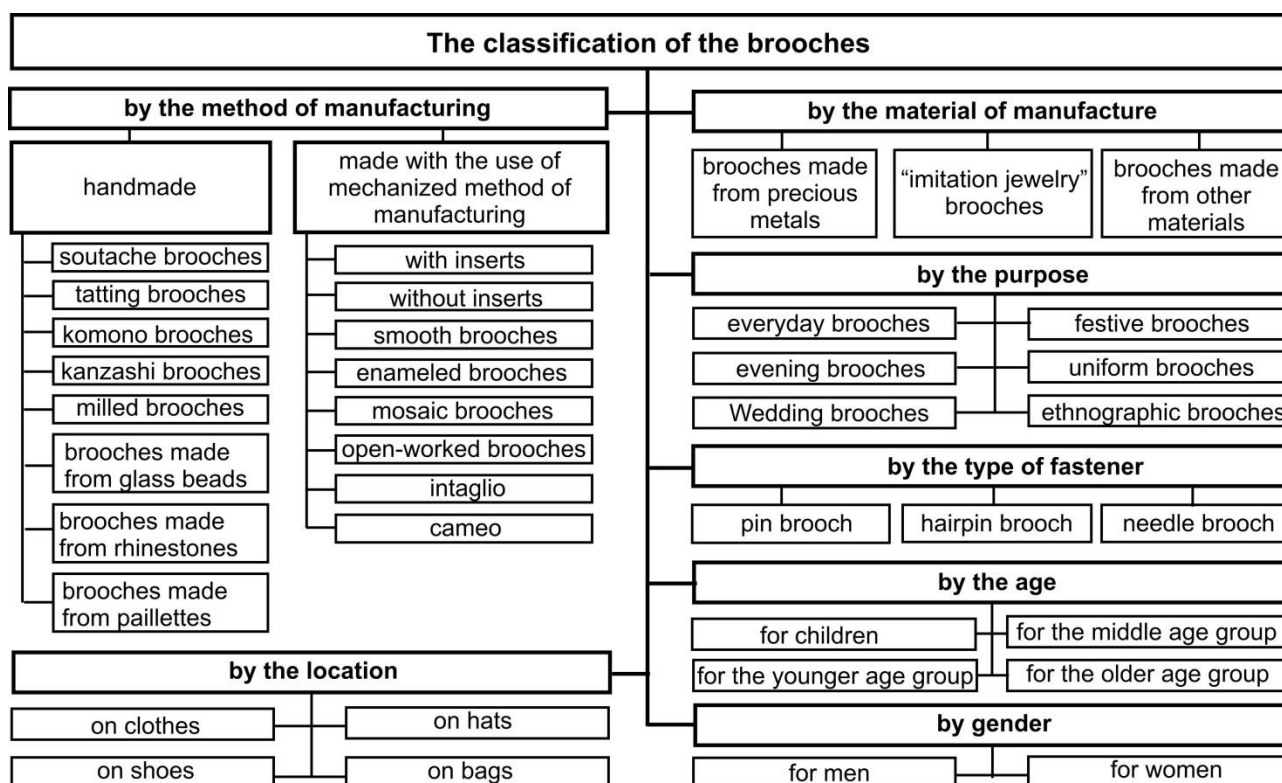 The classification of the brooches
by the method of manufacturing
handmade
soutache brooches
tatting brooches
komono brooches
kanzashi brooches
milled brooches
brooches made
from glass beads
brooches made
from rhinestones
brooches made
from paillettes
made with the use of
mechanized method of
manufacturing
with inserts
without inserts
smooth brooches
enameled brooches
mosaic brooches
open-worked brooches
intaglio
cameo
by the location
on clothes
on hats
on shoes
on bags
by the material of manufacture
brooches made
from precious
metals
“imitation jewelry”
brooches
brooches made
from other
materials
by the purpose
everyday brooches
festive brooches
evening brooches
uniform brooches
Wedding brooches
ethnographic brooches
by the type of fastener
pin brooch
hairpin brooch
needle brooch
by the age
for children
for the middle age group
for the younger age group
for the older age group
by gender
for men
for women